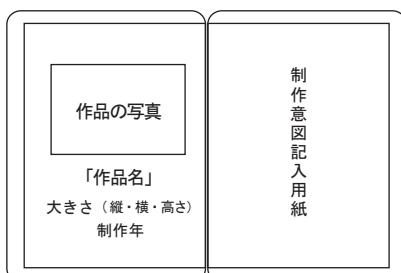 作品の写真
「作品名」
大きさ（縦・横・高さ）
制作年
制作意図記入用紙